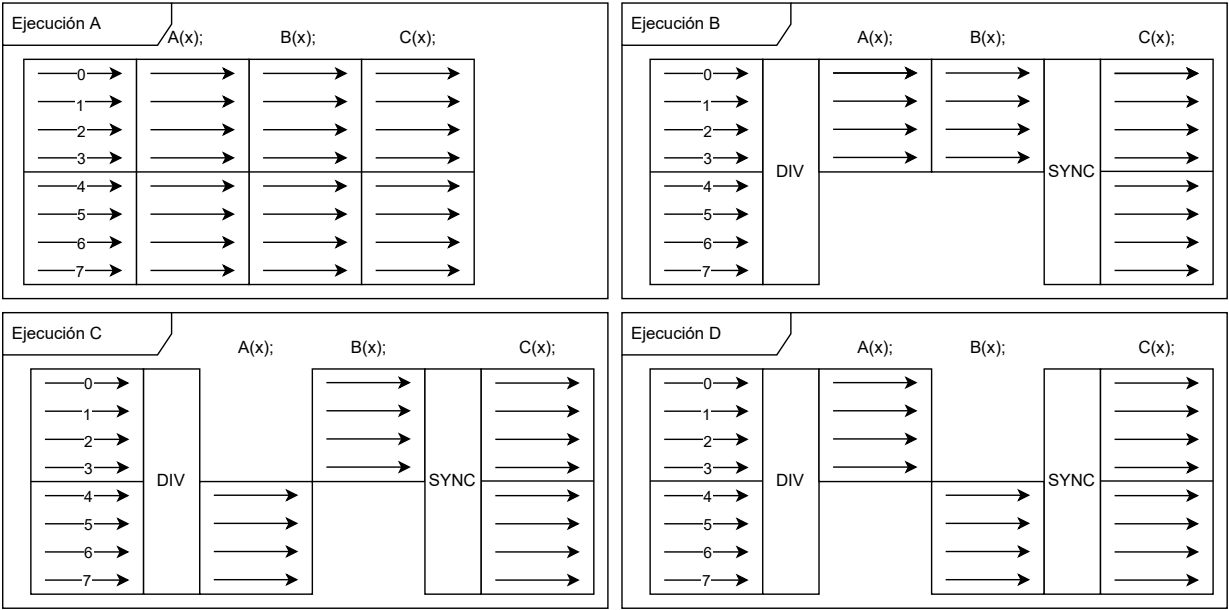 Ejecución A
A(x); B(x); C(x);
0
1
2
3
4
5
6
7
Ejecución B
A(x); B(x); C(x);
0
1
2
3
DIV SYNC
4
5
6
7
Ejecución C
A(x); B(x); C(x);
0
1
2
3
DIV SYNC
4
5
6
7
Ejecución D
A(x); B(x); C(x);
0
1
2
3
DIV SYNC
4
5
6
7